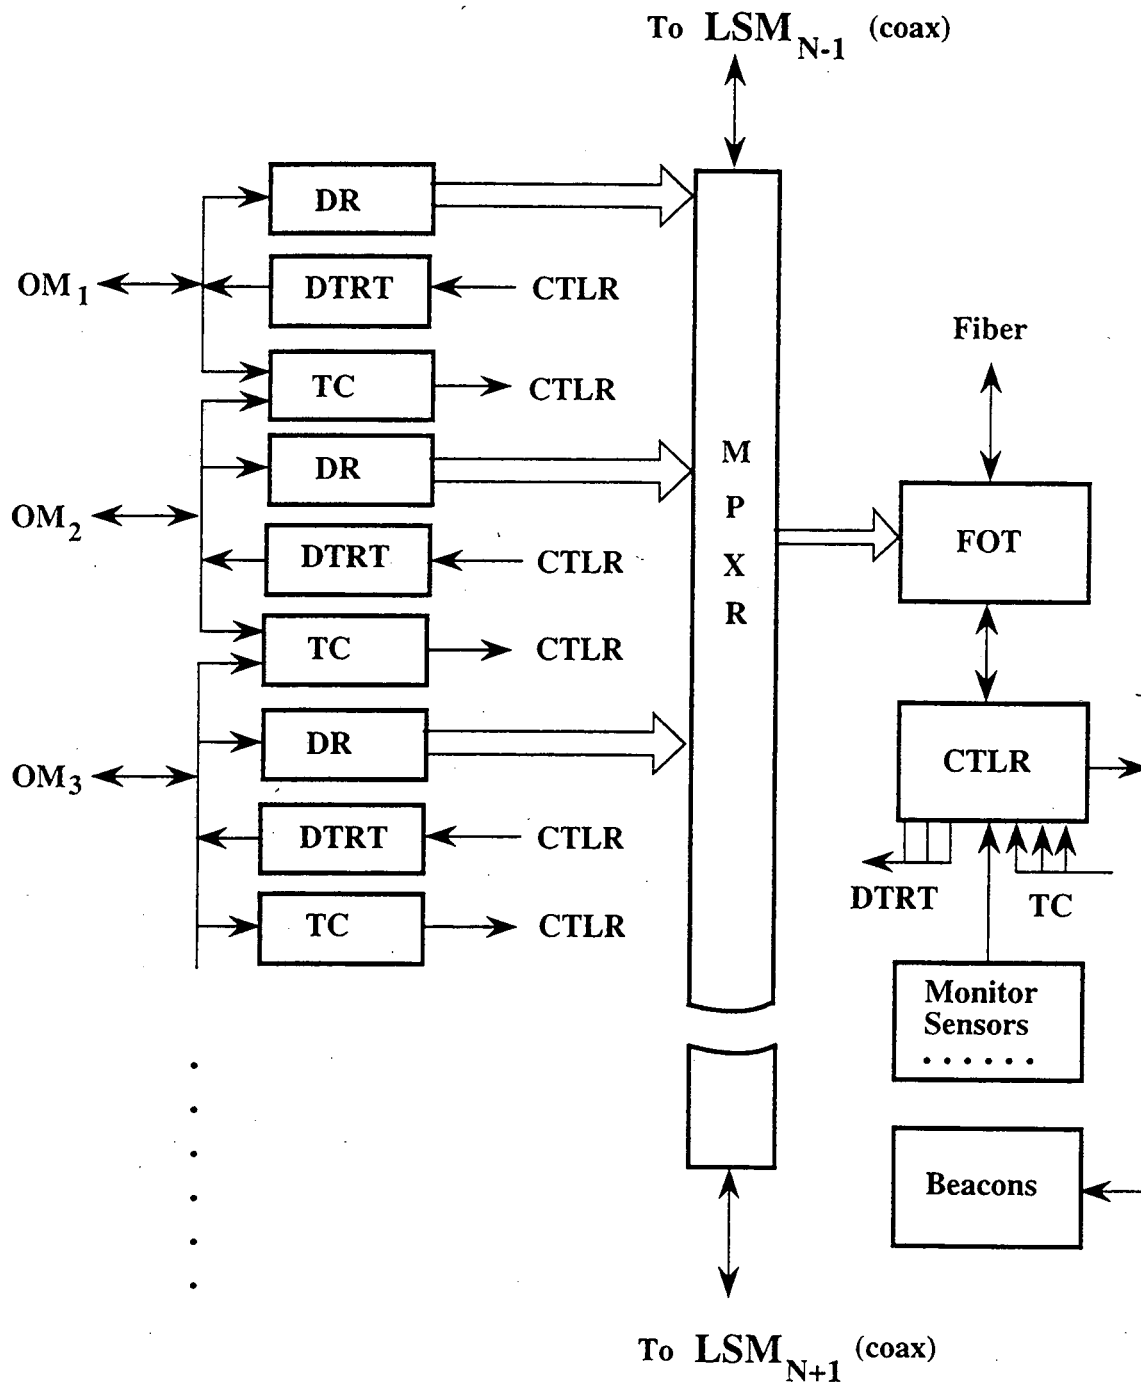 To LSM N-1 (coax)
DR
OM 1
DTRT
CTLR
TC
CTLR
DR
OM 2
DTRT
CTLR
TC
CTLR
DR
OM 3
DTRT
CTLR
TC
CTLR
M
P
X
R
Fiber
FOT
CTLR
DTRT
TC
Monitor
Sensors
......
Beacons
To LSM N+1 (coax)